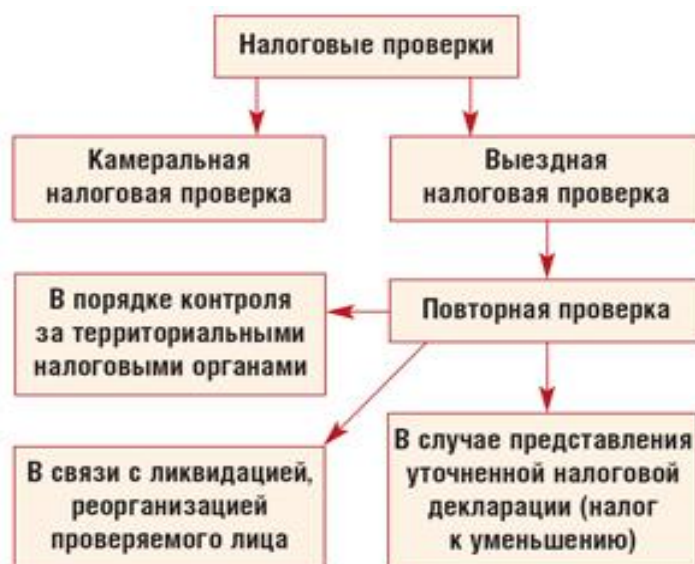 Налоговые проверки
Камеральная
налоговая проверка
Выездная
налоговая проверка
В порядке контроля
за территориальными
налоговыми органами
Повторная проверка
В связи с ликвидацией,
реорганизацией
проверяемого лица
В случае представления
уточненной налоговой
декларации (налог
к уменьшению)